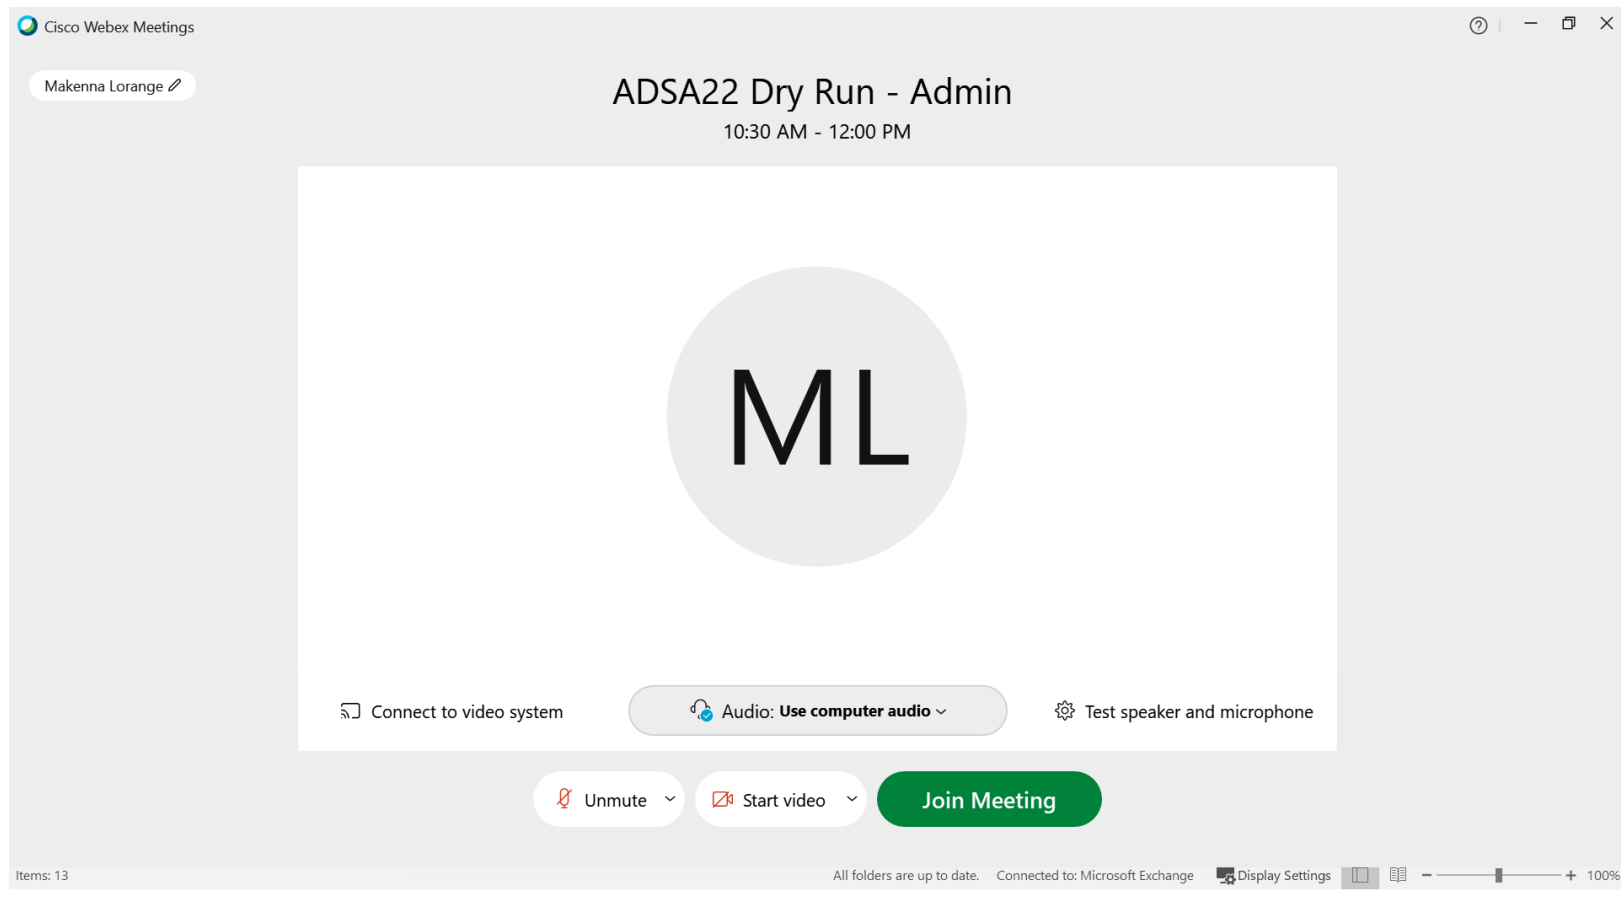 Cisco Webex Meetings
Makenna Lorange
ADSA22 Dry Run - Admin
10:30 AM - 12:00 PM
ML
Connect to video system
Audio: Use computer audio
Test speaker and microphone
Unmute
Start video
Join Meeting
Items: 13
All folders are up to date.
Connected to: Microsoft Exchange
Display Settings
100%